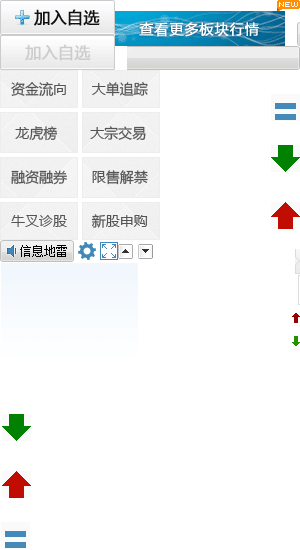 NEW
加入自选
查看更多板块行情
加入自选
资金流向 大单追踪
龙虎榜 大宗交易
融资融券 限售解禁
牛叉诊股 新股申购
信息地雷